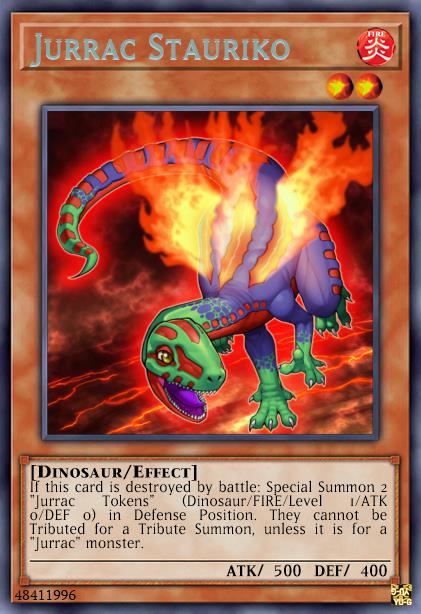 Jurrac Stauriko
FIRE
炎
[Dinosaur/Effect]
If this card is destroyed by battle: Special Summon 2
"Jurrac Tokens" (Dinosaur/FIRE/Level 1/ATK
0/DEF 0) in Defense Position. They cannot be
Tributed for a Tribute Summon, unless it is for a
"Jurrac" monster.
ATK/ 500 DEF/ 400
48411996